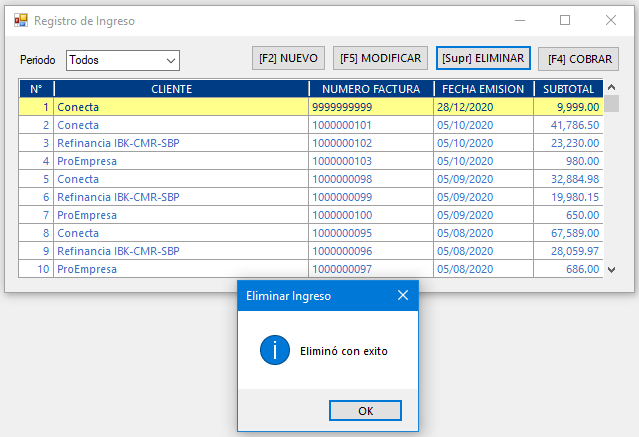 Registro de Ingreso
Periodo Todos [F2] NUEVO [F5] MODIFICAR [Supr] ELIMINAR [F4] COBRAR
N° CLIENTE NUMERO FACTURA FECHA EMISION SUBTOTAL
1 Conecta 9999999999 28/12/2020 9,999.00
2 Conecta 1000000101 05/10/2020 41,786.50
3 Refinancia IBK-CMR-SBP 1000000102 05/10/2020 23,230.00
4 ProEmpresa 1000000103 05/10/2020 980.00
5 Conecta 1000000098 05/09/2020 32,884.98
6 Refinancia IBK-CMR-SBP 1000000099 05/09/2020 19,980.15
7 ProEmpresa 1000000100 05/09/2020 650.00
8 Conecta 1000000095 05/08/2020 67,589.00
9 Refinancia IBK-CMR-SBP 1000000096 05/08/2020 28,059.97
10 ProEmpresa 1000000097 05/08/2020 686.00
Eliminar Ingreso
Eliminó con exito
OK